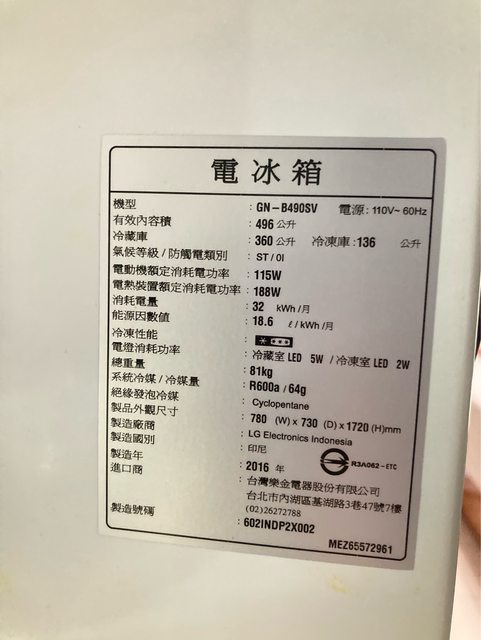 電冰箱
機型 : GN-B490SV 電源 : 110V~ 60Hz
有效內容積 : 496 公升
冷藏庫 : 360 公升 冷凍庫 : 136 公升
氣候等級 / 防觸電類別 : ST / 0I
電動機額定消耗電功率 : 115W
電熱裝置額定消耗電功率 : 188W
消耗電量 : 32 kWh /月
能源因數值 : 18.6 ℓ / kWh /月
冷凍性能 : * ***
電燈消耗功率 : 冷藏室 LED 5W / 冷凍室 LED 2W
總重量 : 81kg
系統冷媒 / 冷媒量 : R600a / 64g
絕緣發泡冷媒 : Cyclopentane
製品外觀尺寸 : 780 (W) x 730 (D) x 1720 (H)mm
製造廠商 : LG Electronics Indonesia
製造國別 : 印尼
製造年 : 2016 年
R3A062-ETC
進口商 : 台灣樂金電器股份有限公司
台北市內湖區基湖路3巷47號7樓
(02)26272788
製造號碼 : 602INDP2X002
MEZ65572961